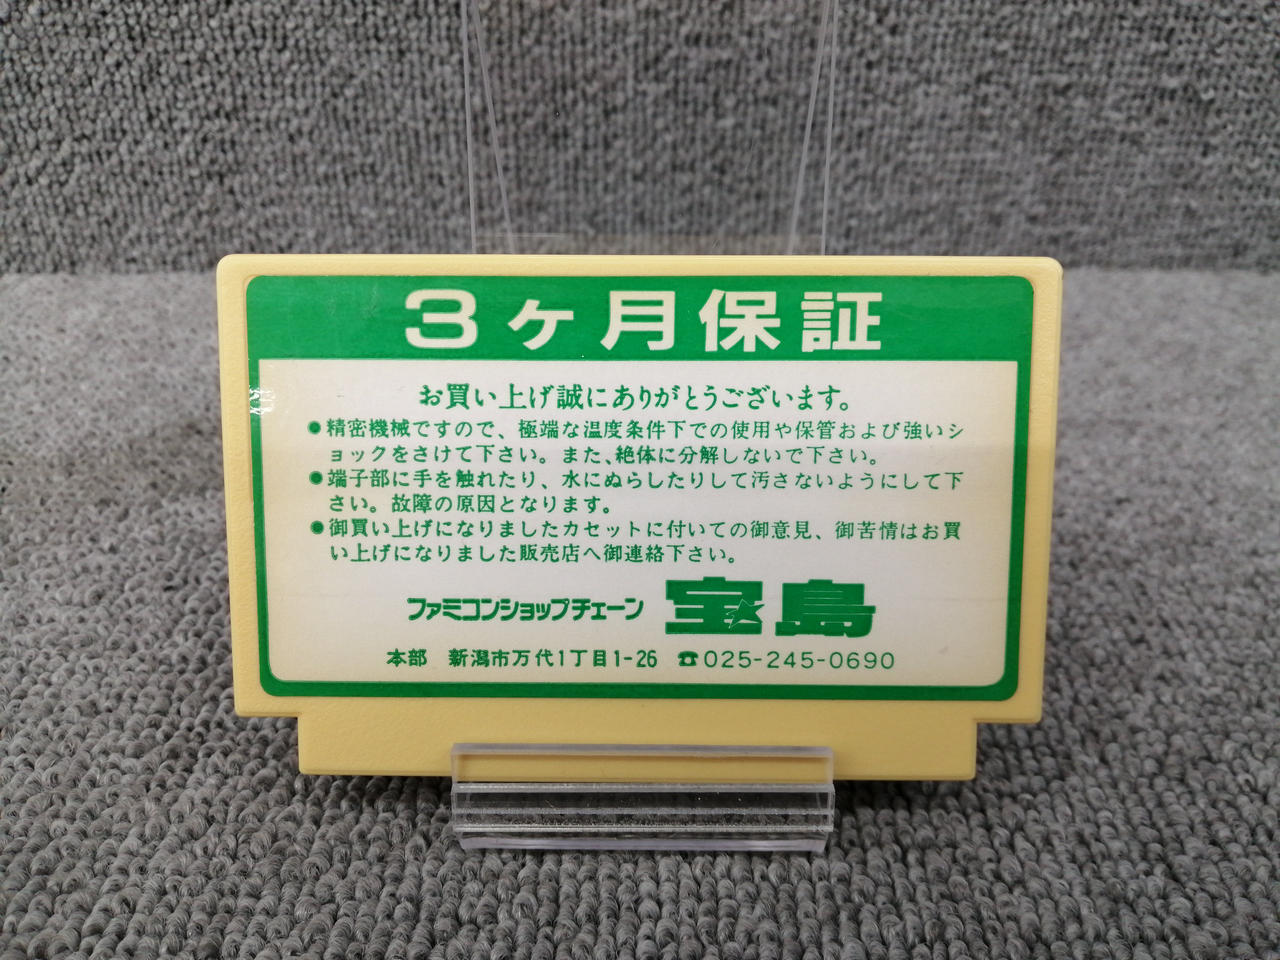 3ヶ月保証
お買い上げ誠にありがとうございます。
●精密機械ですので、極端な温度条件下での使用や保管および強いシ
ョックをさけて下さい。また、絶体に分解しないで下さい。
●端子部に手を触れたり、水にぬらしたりして汚さないようにして下
さい。故障の原因となります。
●御買い上げになりましたカセットに付いての御意見、御苦情はお買
い上げになりました販売店へ御連絡下さい。
ファミコンショップチェーン 宝島
本部 新潟市万代1丁目1-26 ☎025-245-0690